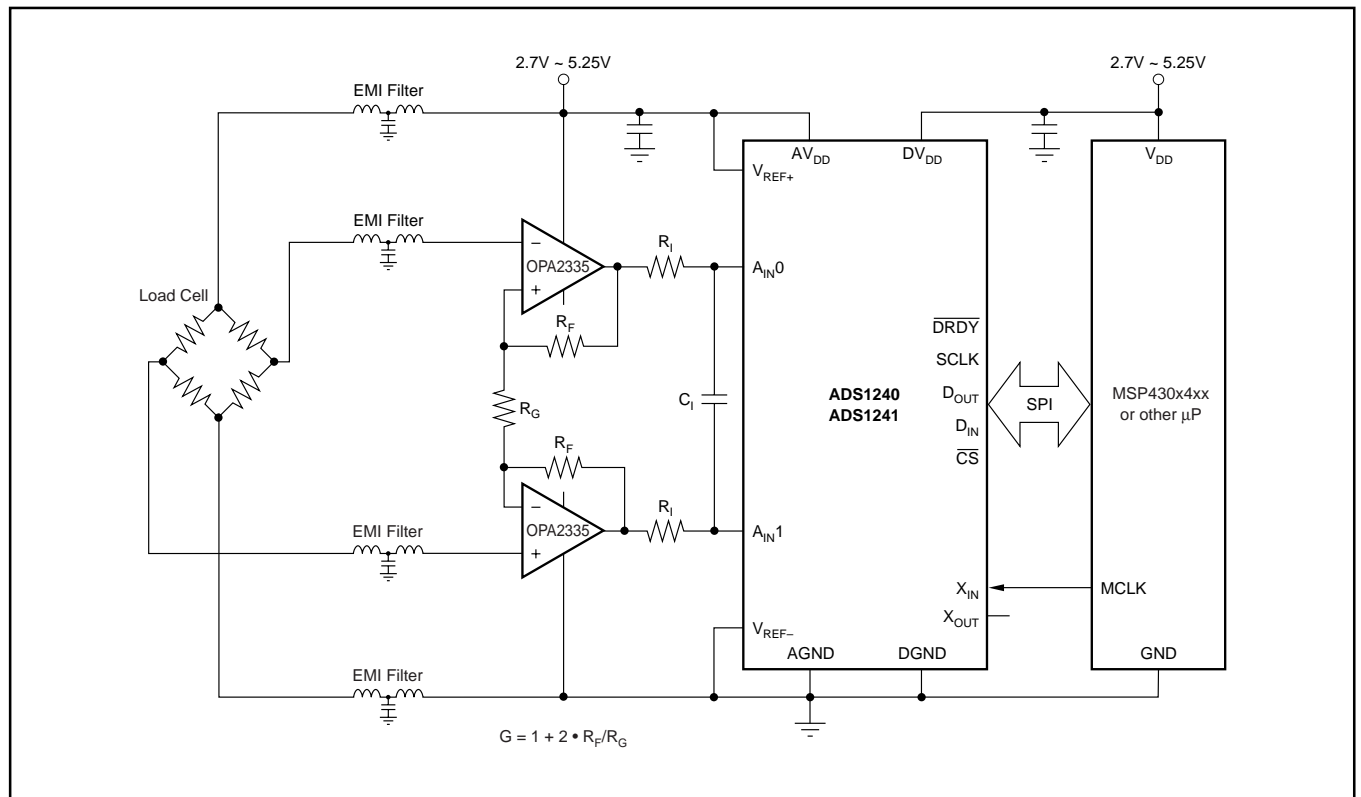 2.7V ~ 5.25V
2.7V ~ 5.25V
EMI Filter
AV_DD
DV_DD
V_DD
V_REF+
EMI Filter
R_I
−
OPA2335
+
A_IN0
Load Cell
R_F
DRDY
SCLK
R_G
C_I
ADS1240
ADS1241
D_OUT
SPI
MSP430x4xx
or other µP
D_IN
R_F
CS
R_I
−
OPA2335
+
A_IN1
EMI Filter
X_IN
MCLK
X_OUT
V_REF–
AGND
DGND
GND
EMI Filter
G = 1 + 2 • R_F/R_G